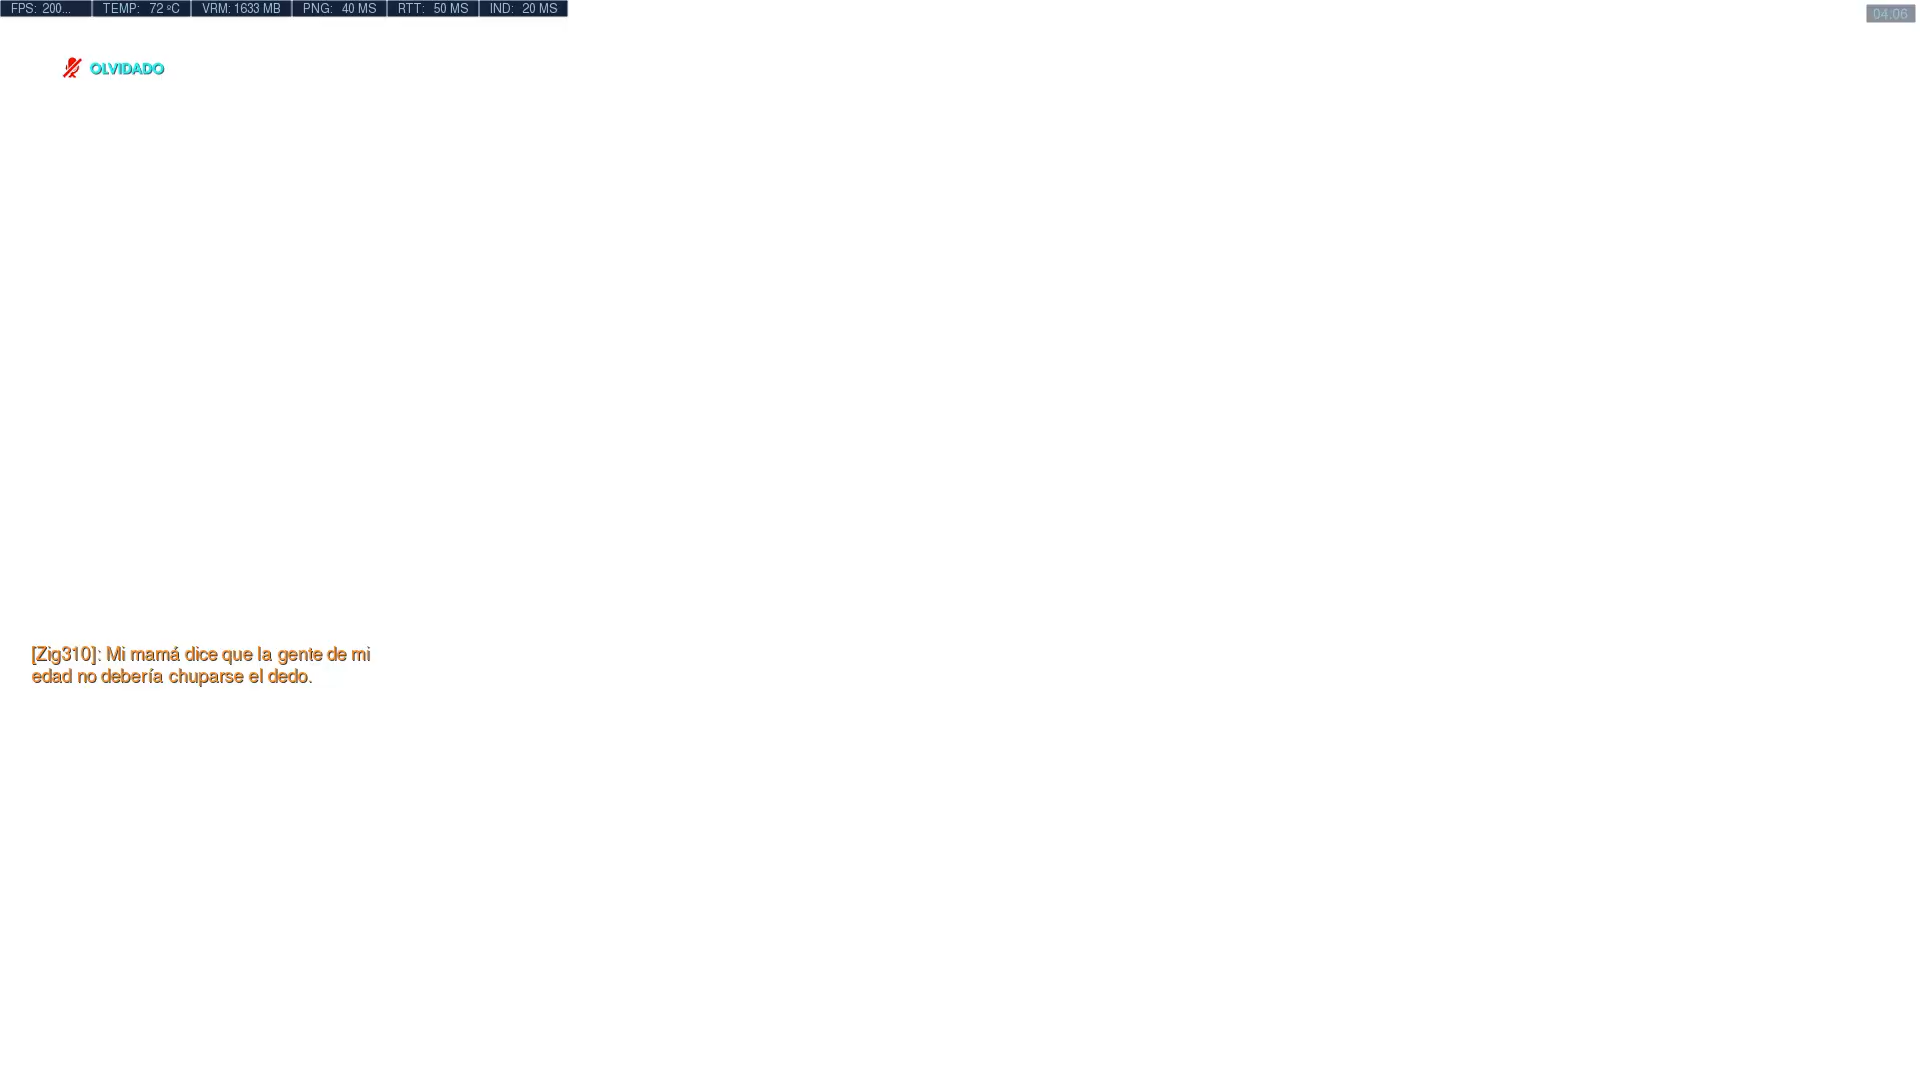 FPS: 200... TEMP: 72 ºC VRM: 1633 MB PNG: 40 MS RTT: 50 MS IND: 20 MS
04:06
OLVIDADO
[Zig310]: Mi mamá dice que la gente de mi
edad no debería chuparse el dedo.